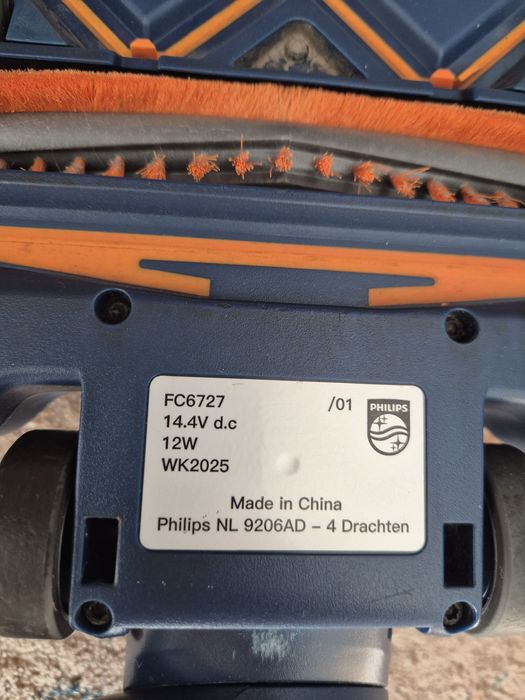 FC6727 /01 PHILIPS
14.4V d.c
12W
WK2025
Made in China
Philips NL 9206AD – 4 Drachten